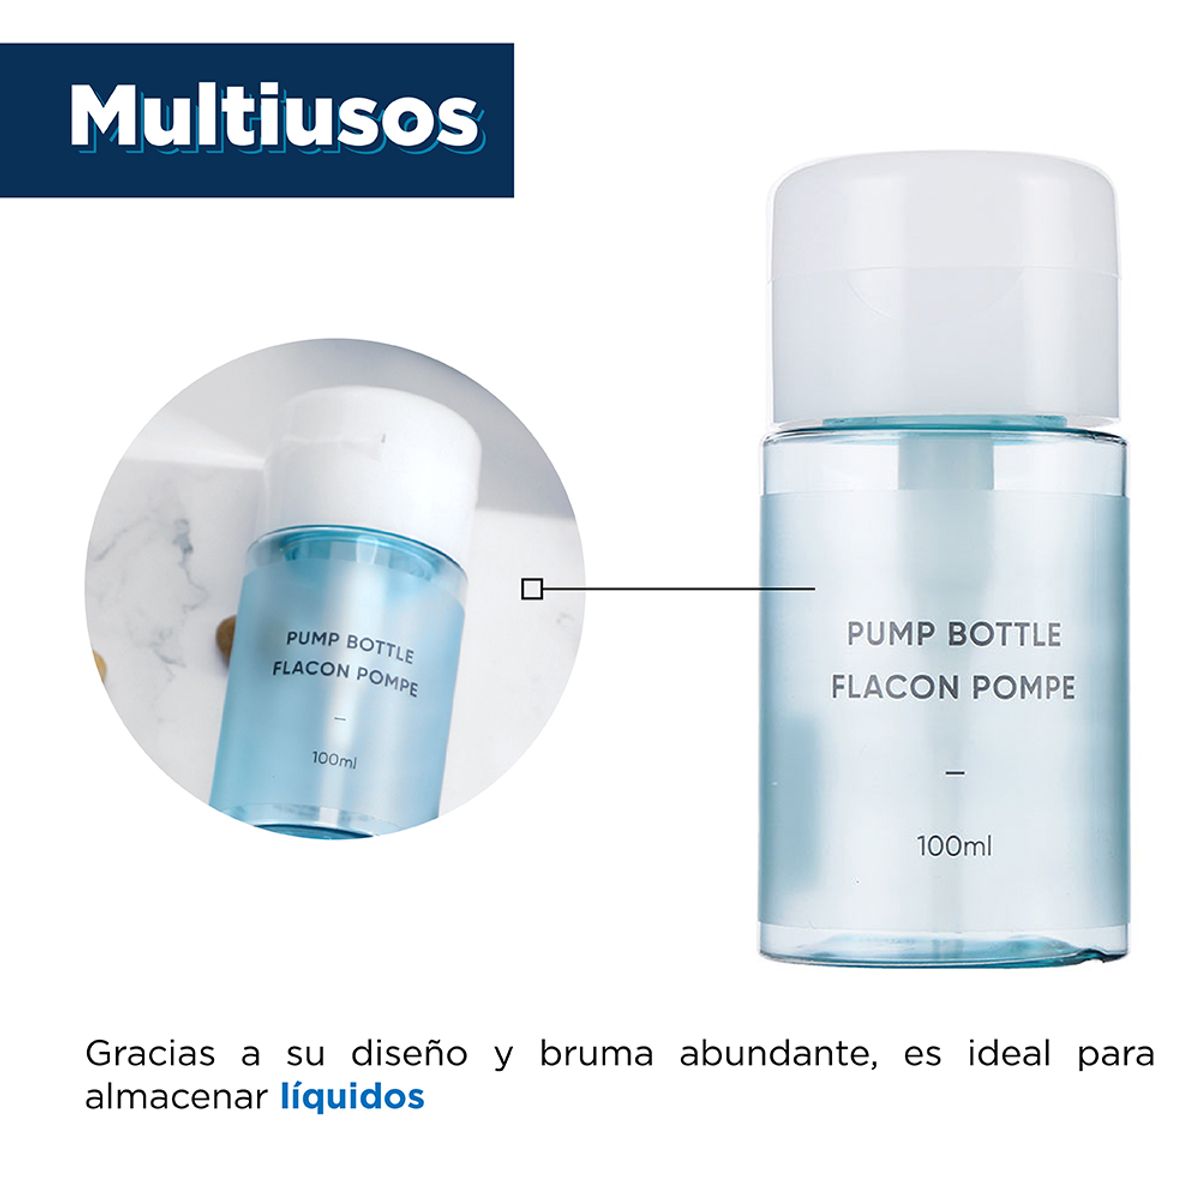 Multiusos
PUMP BOTTLE
FLACON POMPE
100ml
PUMP BOTTLE
FLACON POMPE
100ml
Gracias a su diseño y bruma abundante, es ideal para
almacenar líquidos